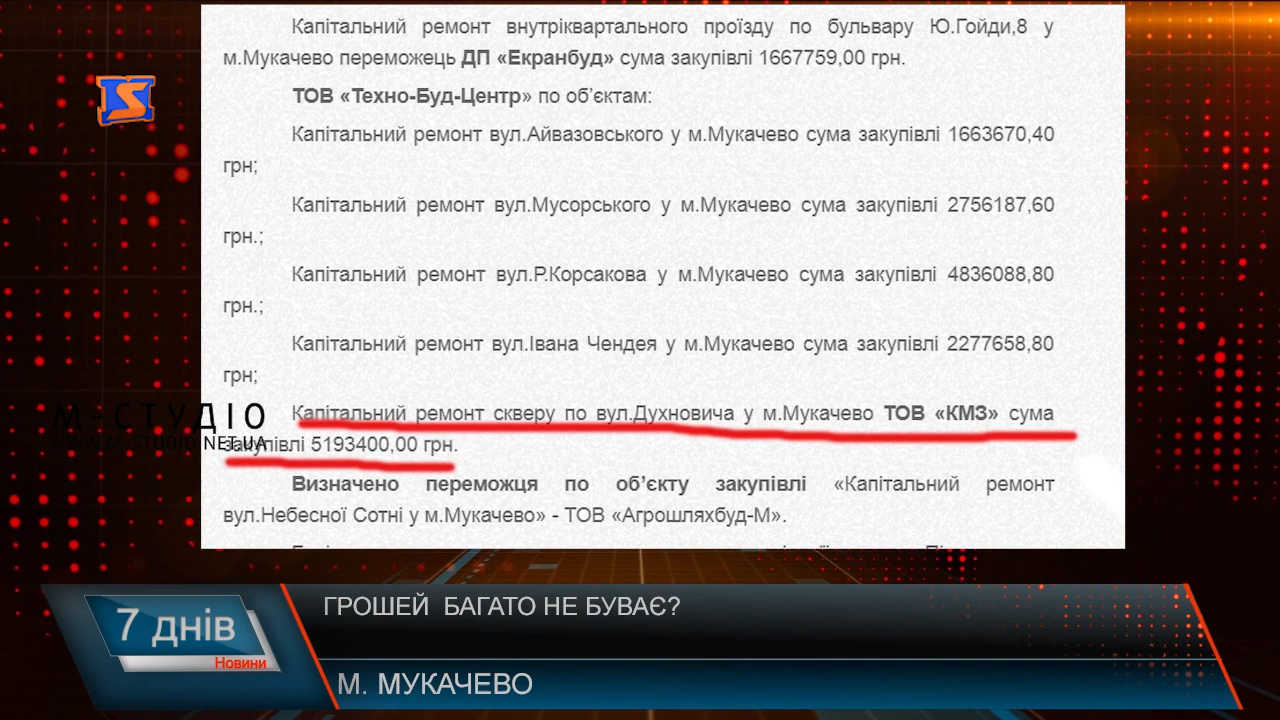 Капітальний ремонт внутріквартального проїзду по бульвару Ю.Гойди,8 у
м.Мукачево переможець ДП «Екранбуд» сума закупівлі 1667759,00 грн.
ТОВ «Техно-Буд-Центр» по об’єктам:
Капітальний ремонт вул.Айвазовського у м.Мукачево сума закупівлі 1663670,40
грн;
Капітальний ремонт вул.Мусорського у м.Мукачево сума закупівлі 2756187,60
грн.;
Капітальний ремонт вул.Р.Корсакова у м.Мукачево сума закупівлі 4836088,80
грн.;
Капітальний ремонт вул.Івана Чендея у м.Мукачево сума закупівлі 2277658,80
грн;
Капітальний ремонт скверу по вул.Духновича у м.Мукачево ТОВ «КМЗ» сума
закупівлі 5193400,00 грн.
Визначено переможця по об’єкту закупівлі «Капітальний ремонт
вул.Небесної Сотні у м.Мукачево» - ТОВ «Агрошляхбуд-М».
М-СТУДІО
WWW.M-STUDIO.NET.UA
7 днів
Новини
ГРОШЕЙ БАГАТО НЕ БУВАЄ?
М. МУКАЧЕВО